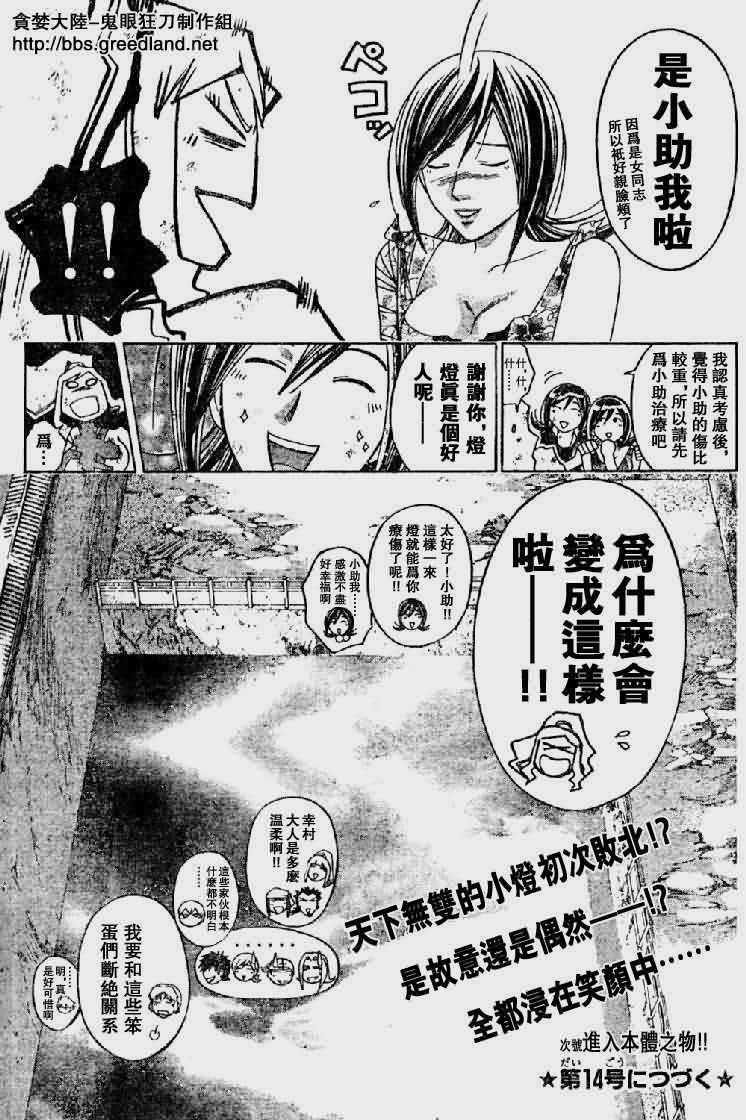 貪婪大陸–鬼眼狂刀制作組
http://bbs.greedland.net
是小助我啦
因爲是女同志
所以衹好親臉頰了
ペコッ
!!
我認真考慮後,
覺得小助的傷比
較重,所以請先
爲小助治療吧
什,什,
什……
謝謝你,燈
燈眞是個好
人呢——
爲…
爲什麼會
變成這樣
啦——!!
太好了!小助!!
這樣一來
燈就能爲你
療傷了呢!!
小助我……
感激不盡
好幸福啊
幸村
大人是多麼
溫柔啊!!
這些家伙根本
什麼都不明白
……
……
我要和這些笨
蛋們斷絶關系
明,真
是好可惜啊
天下無雙的小燈初次敗北!?
是故意還是偶然——!?
全都浸在笑顏中……
次號進入本體之物!!
だい ごう
★第14号につづく★